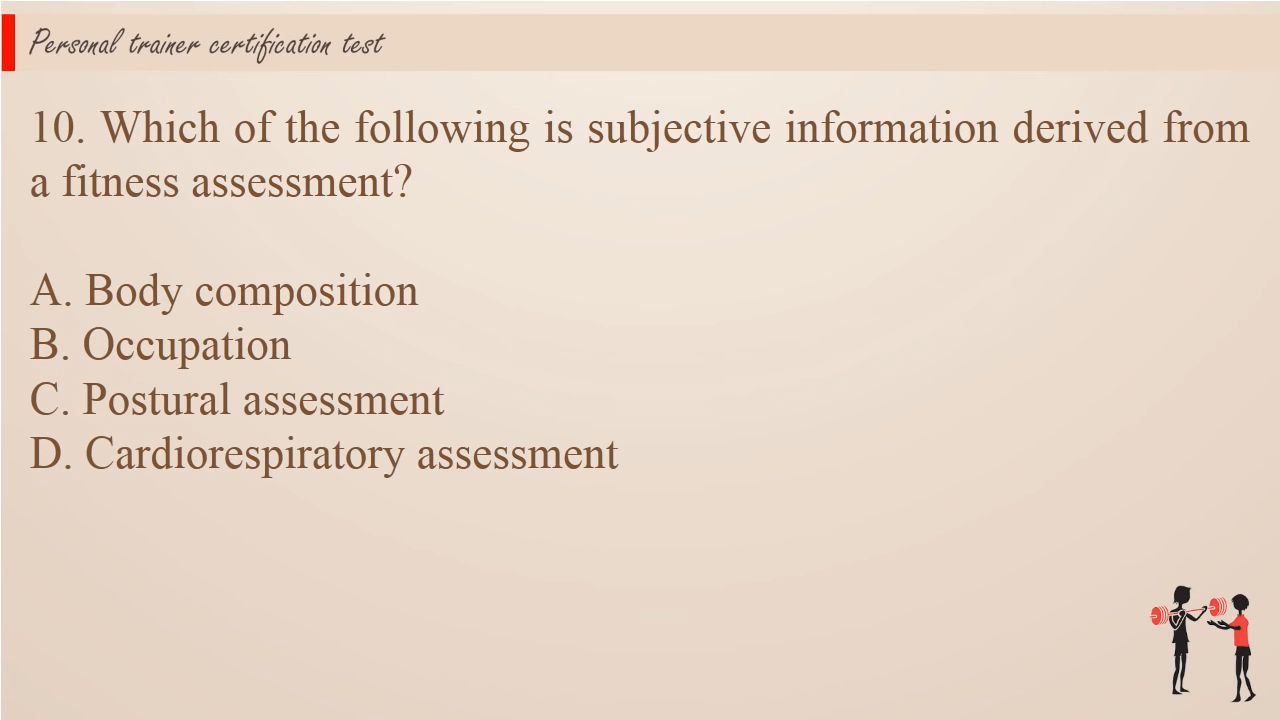 Personal trainer certification test
10. Which of the following is subjective information derived from
a fitness assessment?
A. Body composition
B. Occupation
C. Postural assessment
D. Cardiorespiratory assessment